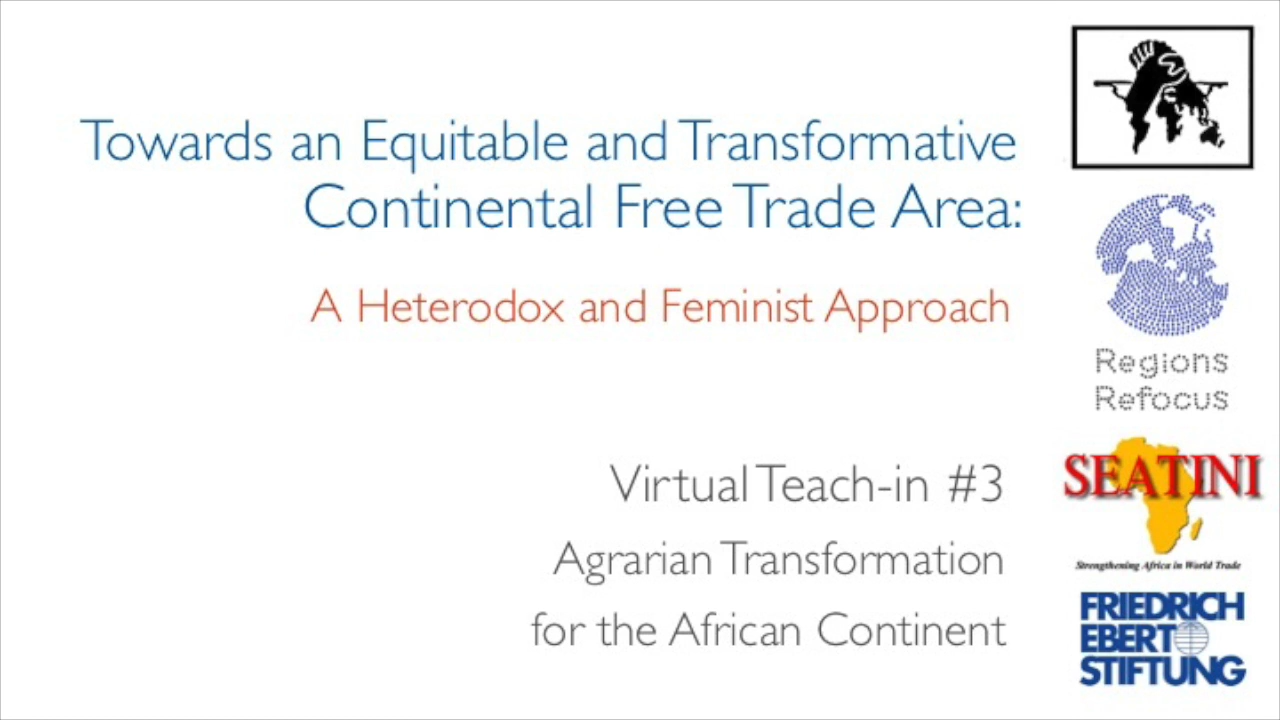 Towards an Equitable and Transformative
Continental Free Trade Area:
A Heterodox and Feminist Approach
Virtual Teach-in #3
Agrarian Transformation
for the African Continent
Regions
Refocus
SEATINI
Strengthening Africa in World Trade
FRIEDRICH
EBERT
STIFTUNG